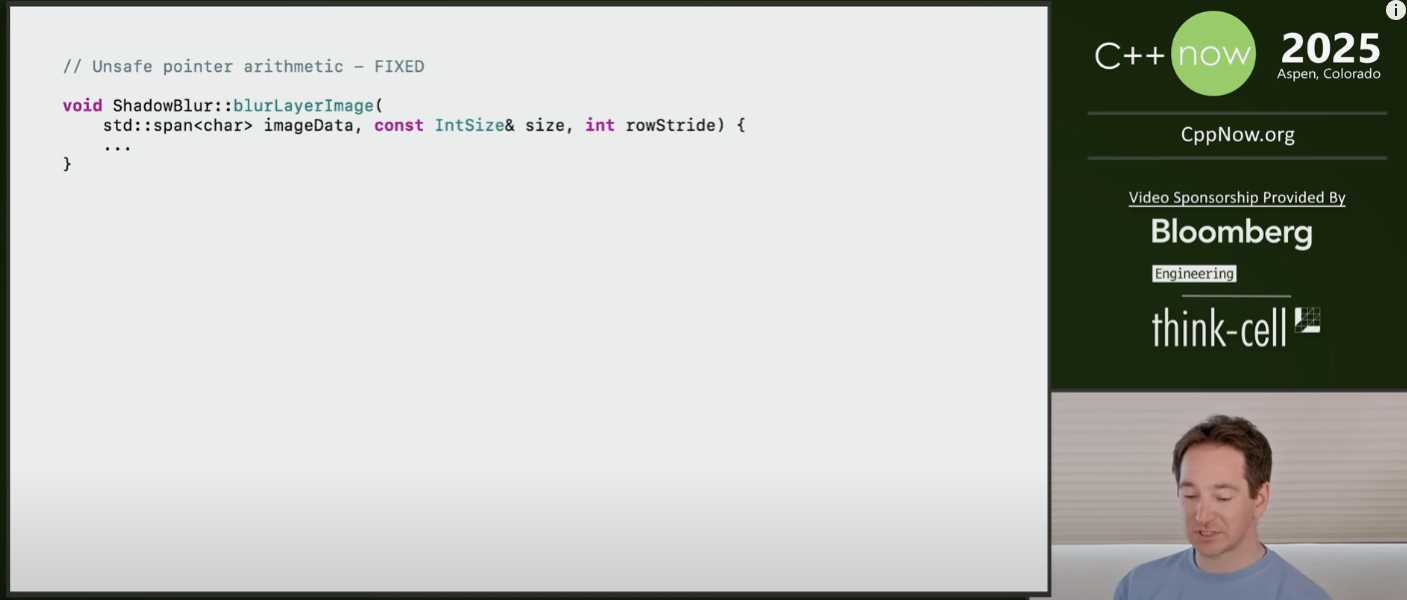 // Unsafe pointer arithmetic – FIXED
void ShadowBlur::blurLayerImage(
    std::span<char> imageData, const IntSize& size, int rowStride) {
    ...
}
i
C++ now
2025
Aspen, Colorado
CppNow.org
Video Sponsorship Provided By
Bloomberg
Engineering
think-cell